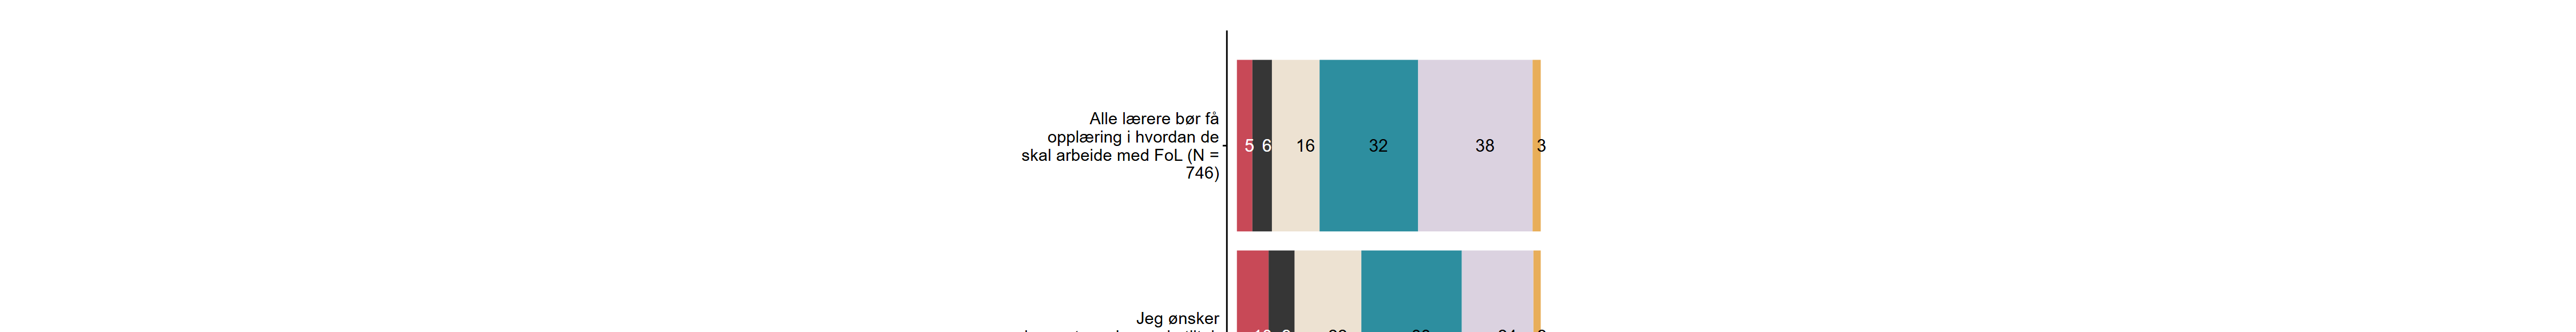 Alle lærere bør få
opplæring i hvordan de
skal arbeide med FoL (N =
746)
5 6 16 32 38 3
Jeg ønsker